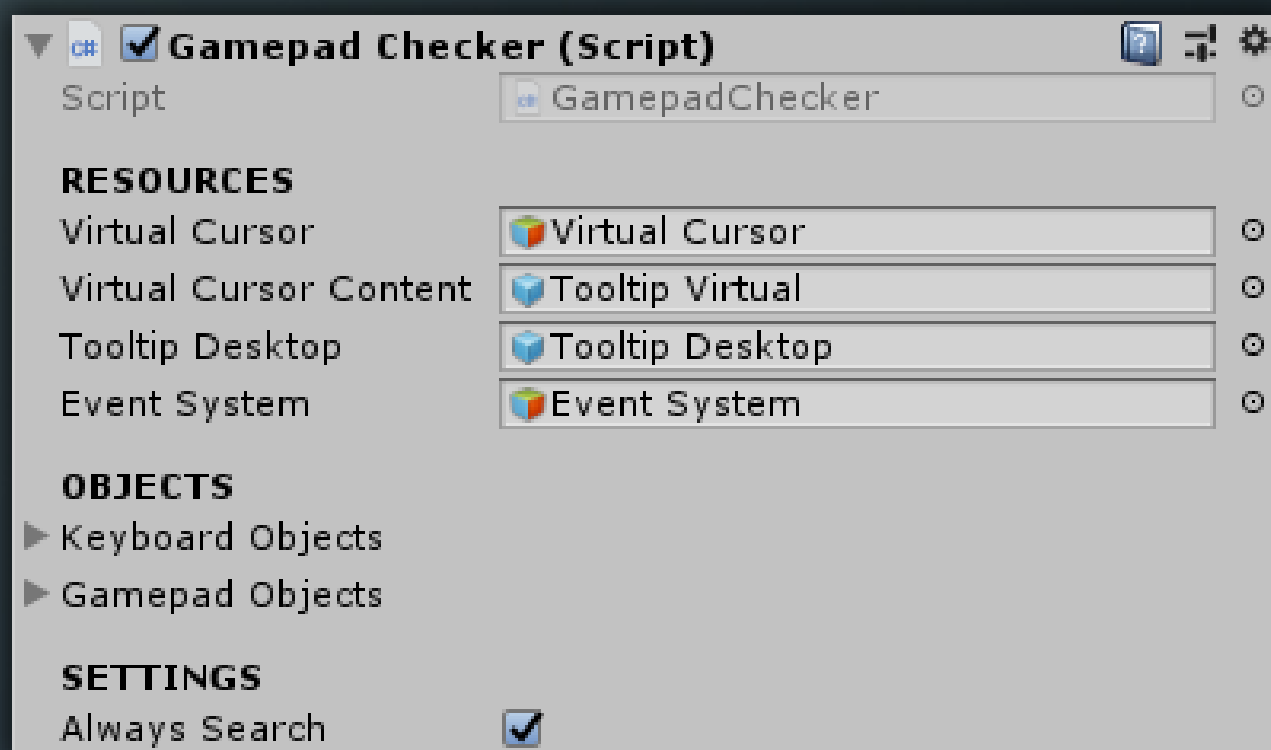 Gamepad Checker (Script)
Script GamepadChecker
RESOURCES
Virtual Cursor Virtual Cursor
Virtual Cursor Content Tooltip Virtual
Tooltip Desktop Tooltip Desktop
Event System Event System
OBJECTS
Keyboard Objects
Gamepad Objects
SETTINGS
Always Search